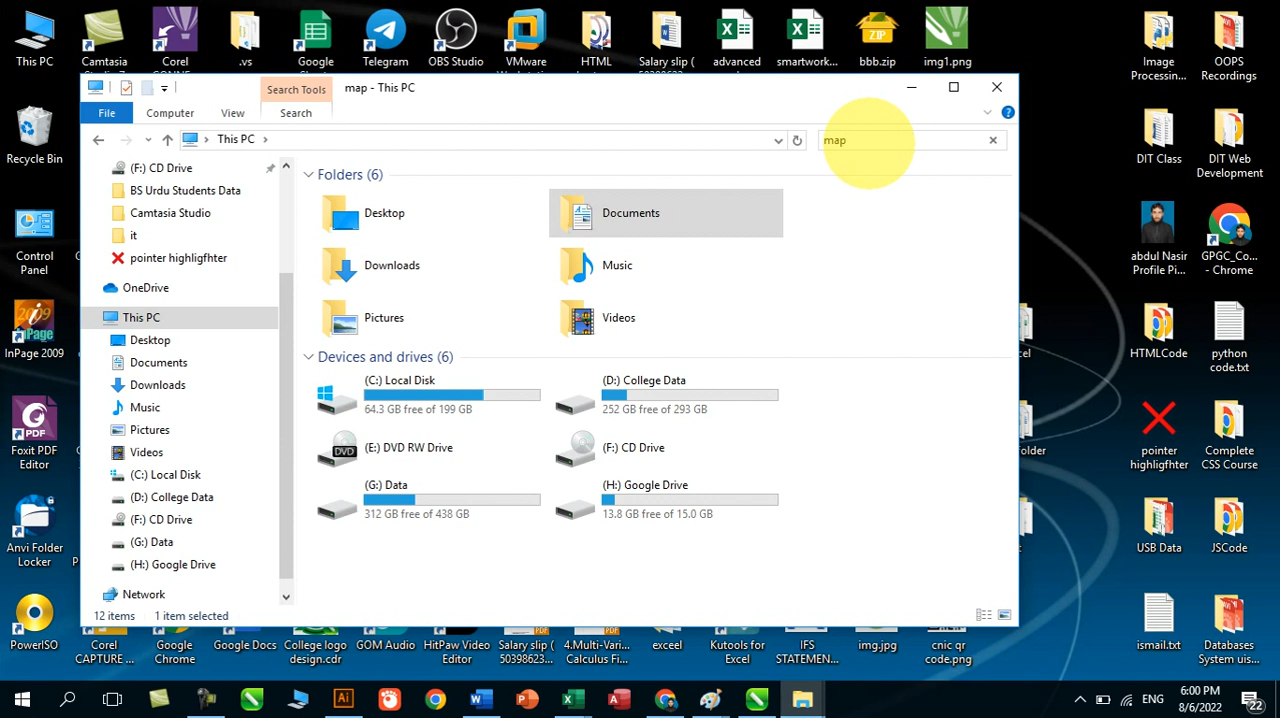 This PC
Camtasia
Studio 7
Corel
CONNE
.vs
Google
Telegram
OBS Studio
VMware
HTML
Salary slip (
advanced
smartwork...
bbb.zip
img1.png
Image
Processin...
OOPS
Recordings
Recycle Bin
Control
Panel
InPage 2009
Foxit PDF
Editor
Anvi Folder
Locker
PowerISO
Search Tools
map - This PC
File
Computer
View
Search
This PC
map
(F:) CD Drive
BS Urdu Students Data
Camtasia Studio
it
pointer highligfhter
OneDrive
This PC
Desktop
Documents
Downloads
Music
Pictures
Videos
(C:) Local Disk
(D:) College Data
(F:) CD Drive
(G:) Data
(H:) Google Drive
Network
Folders (6)
Desktop
Documents
Downloads
Music
Pictures
Videos
Devices and drives (6)
(C:) Local Disk
64.3 GB free of 199 GB
(D:) College Data
252 GB free of 293 GB
(E:) DVD RW Drive
(F:) CD Drive
(G:) Data
312 GB free of 438 GB
(H:) Google Drive
13.8 GB free of 15.0 GB
12 items
1 item selected
DIT Class
DIT Web
Development
abdul Nasir
Profile Pi...
GPGC_Co...
- Chrome
HTMLCode
python
code.txt
pointer
highligfhter
Complete
CSS Course
USB Data
JSCode
ismail.txt
Databases
System uis...
Corel
CAPTURE ...
Google
Chrome
Google Docs
College logo
design.cdr
GOM Audio
HitPaw Video
Editor
Salary slip (
50398623...
4.Multi-Vari...
Calculus Fi...
exceel
Kutools for
Excel
IFS
STATEMEN...
img.jpg
cnic qr
code.png
ENG
6:00 PM
8/6/2022
22